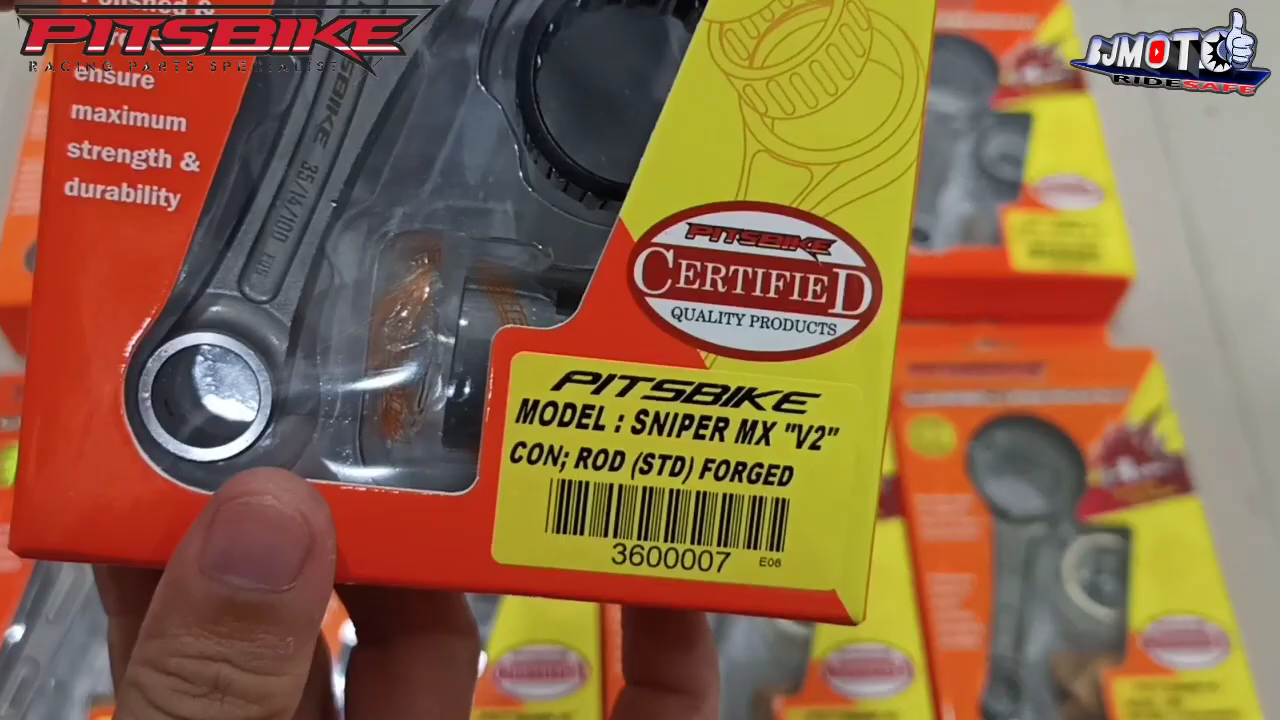 PITSBIKE
RACING PARTS SPECIALIST
BJMOTO
RIDESAFE
ensure
maximum
strength &
durability
35/16/100
PITSBIKE
CERTIFIED
QUALITY PRODUCTS
PITSBIKE
MODEL : SNIPER MX "V2"
CON; ROD (STD) FORGED
3600007 E06